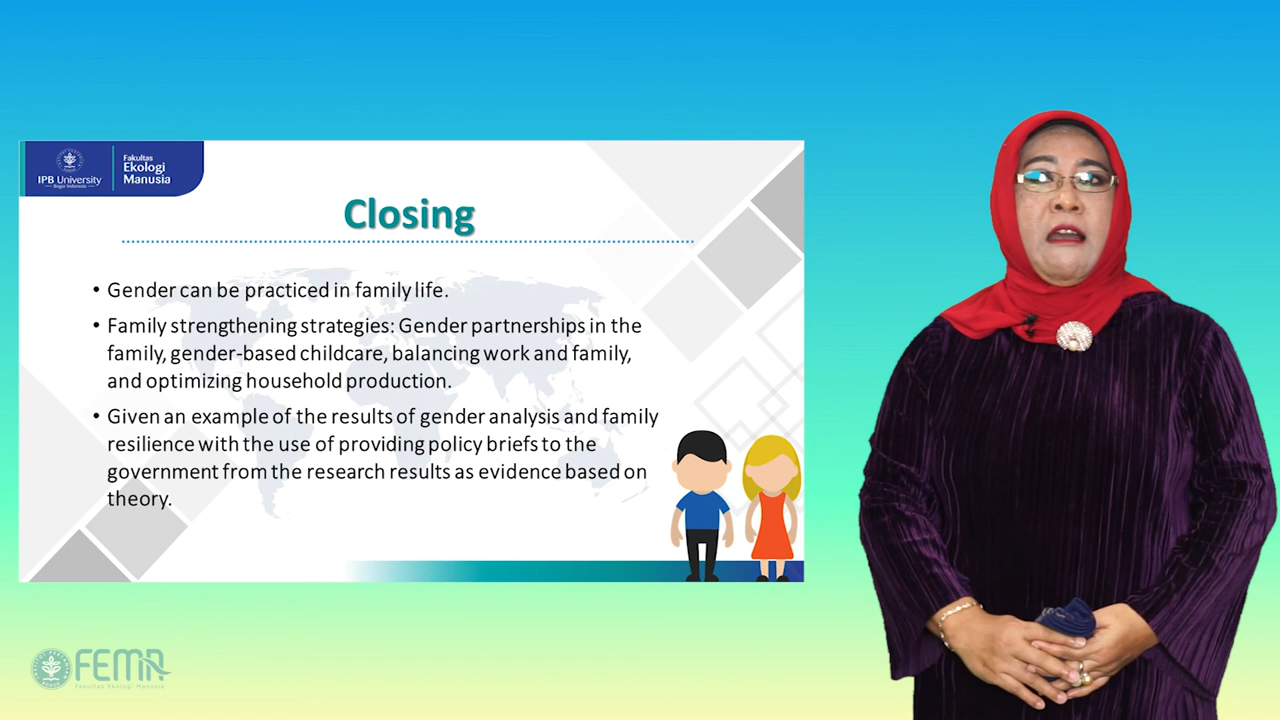 IPB University
Bogor Indonesia
Fakultas
Ekologi
Manusia
Closing
• Gender can be practiced in family life.
• Family strengthening strategies: Gender partnerships in the
family, gender-based childcare, balancing work and family,
and optimizing household production.
• Given an example of the results of gender analysis and family
resilience with the use of providing policy briefs to the
government from the research results as evidence based on
theory.
FEMA
Fakultas Ekologi Manusia